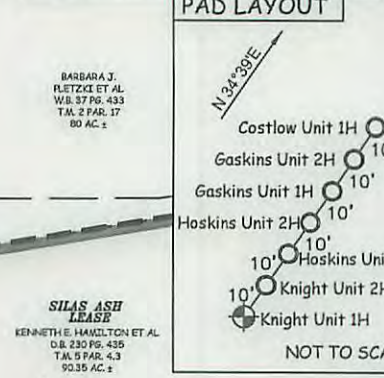 PAD LAYOUT
BARBARA J.
PLETZKI ET AL
W.B. 37 PG. 433
T.M. 2 PAR. 17
80 AC. ±
N 34°39'E
Costlow Unit 1H
10'
Gaskins Unit 2H
10'
Gaskins Unit 1H
10'
Hoskins Unit 2H
10'
Hoskins Uni
10'
Knight Unit 2H
10'
Knight Unit 1H
NOT TO SCA
SILAS ASH
LEASE
KENNETH E. HAMILTON ET AL
D.B. 230 PG. 435
T.M. 5 PAR. 4.3
90.35 AC. ±